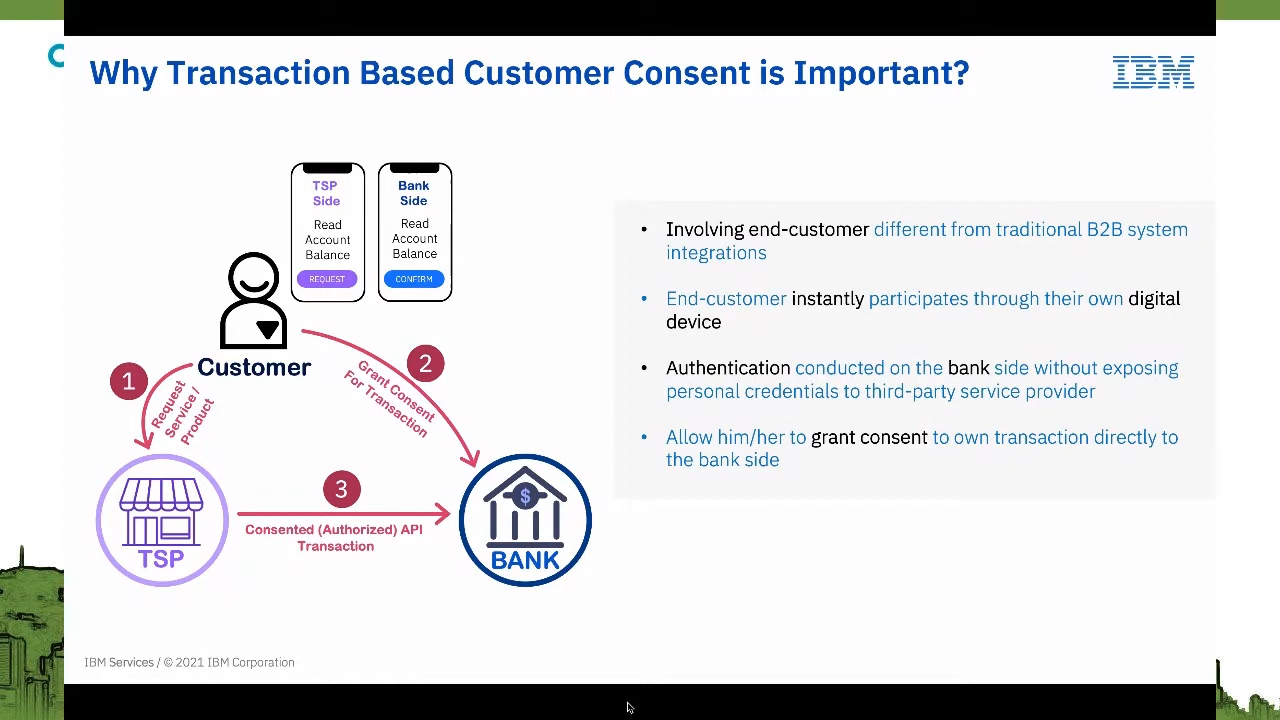 Why Transaction Based Customer Consent is Important?
IBM
TSP
Side
Read
Account
Balance
REQUEST
Bank
Side
Read
Account
Balance
CONFIRM
Customer
1
Request
Service /
Product
2
Grant Consent
For Transaction
3
Consented (Authorized) API
Transaction
TSP
$
BANK
• Involving end-customer different from traditional B2B system
integrations
• End-customer instantly participates through their own digital
device
• Authentication conducted on the bank side without exposing
personal credentials to third-party service provider
• Allow him/her to grant consent to own transaction directly to
the bank side
IBM Services / © 2021 IBM Corporation